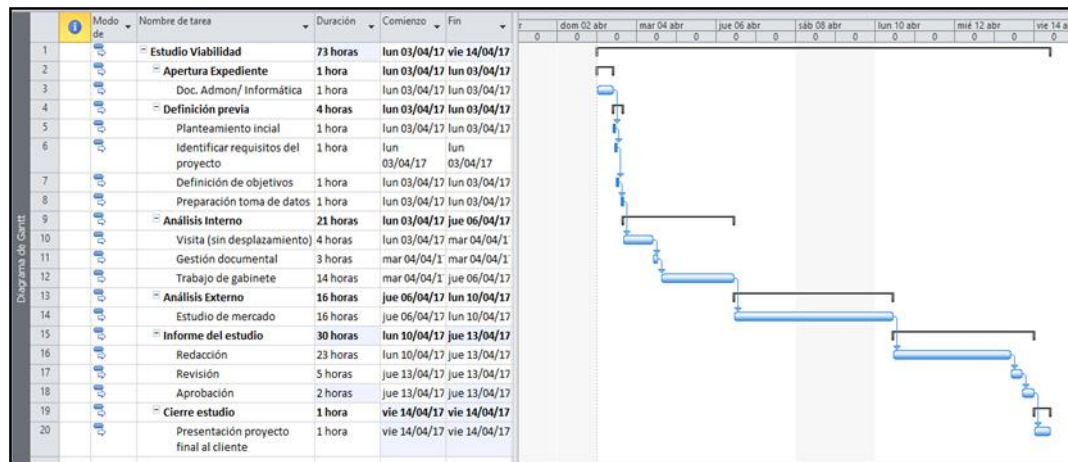 Modo de Nombre de tarea Duración Comienzo Fin
dom 02 abr mar 04 abr jue 06 abr sáb 08 abr lun 10 abr mié 12 abr vie 14 a
0 0 0 0 0 0 0 0 0 0 0 0 0
1 Estudio Viabilidad 73 horas lun 03/04/17 vie 14/04/17
2 Apertura Expediente 1 hora lun 03/04/17 lun 03/04/17
3 Doc. Admon/ Informática 1 hora lun 03/04/17 lun 03/04/17
4 Definición previa 4 horas lun 03/04/17 lun 03/04/17
5 Planteamiento incial 1 hora lun 03/04/17 lun 03/04/17
6 Identificar requisitos del 1 hora lun lun
proyecto 03/04/17 03/04/17
7 Definición de objetivos 1 hora lun 03/04/17 lun 03/04/17
8 Preparación toma de datos 1 hora lun 03/04/17 lun 03/04/17
9 Análisis Interno 21 horas lun 03/04/17 jue 06/04/17
10 Visita (sin desplazamiento) 4 horas lun 03/04/17 mar 04/04/1
11 Gestión documental 3 horas mar 04/04/1 mar 04/04/1
12 Trabajo de gabinete 14 horas mar 04/04/1 jue 06/04/17
13 Análisis Externo 16 horas jue 06/04/17 lun 10/04/17
14 Estudio de mercado 16 horas jue 06/04/17 lun 10/04/17
15 Informe del estudio 30 horas lun 10/04/17 jue 13/04/17
16 Redacción 23 horas lun 10/04/17 jue 13/04/17
17 Revisión 5 horas jue 13/04/17 jue 13/04/17
18 Aprobación 2 horas jue 13/04/17 jue 13/04/17
19 Cierre estudio 1 hora vie 14/04/17 vie 14/04/17
20 Presentación proyecto 1 hora vie 14/04/17 vie 14/04/17
final al cliente
Diagrama de Gantt